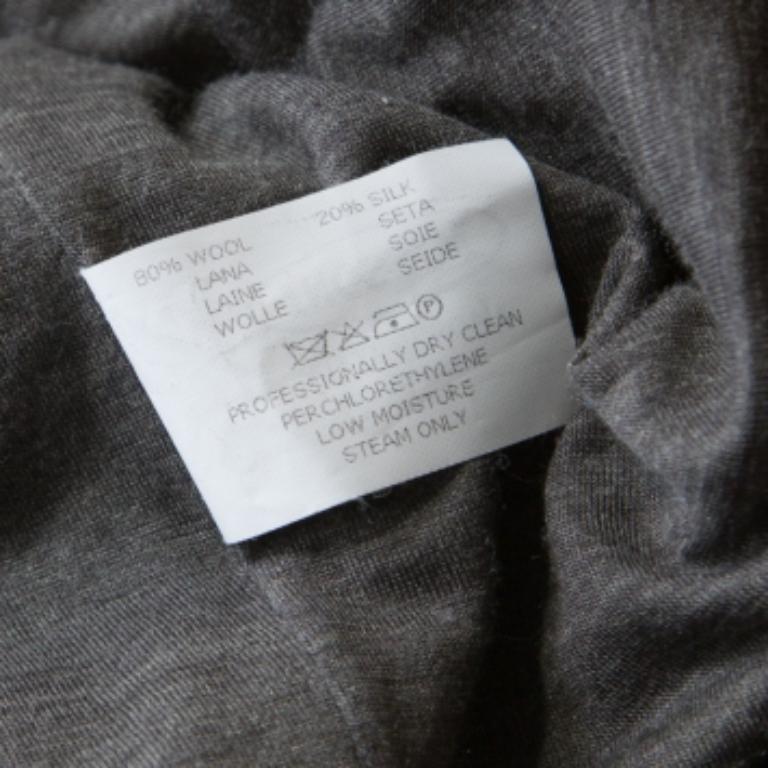 80% WOOL 20% SILK
LANA SETA
LAINE SOIE
WOLLE SEIDE
P
PROFESSIONALLY DRY CLEAN
PERCHLORETHYLENE
LOW MOISTURE
STEAM ONLY